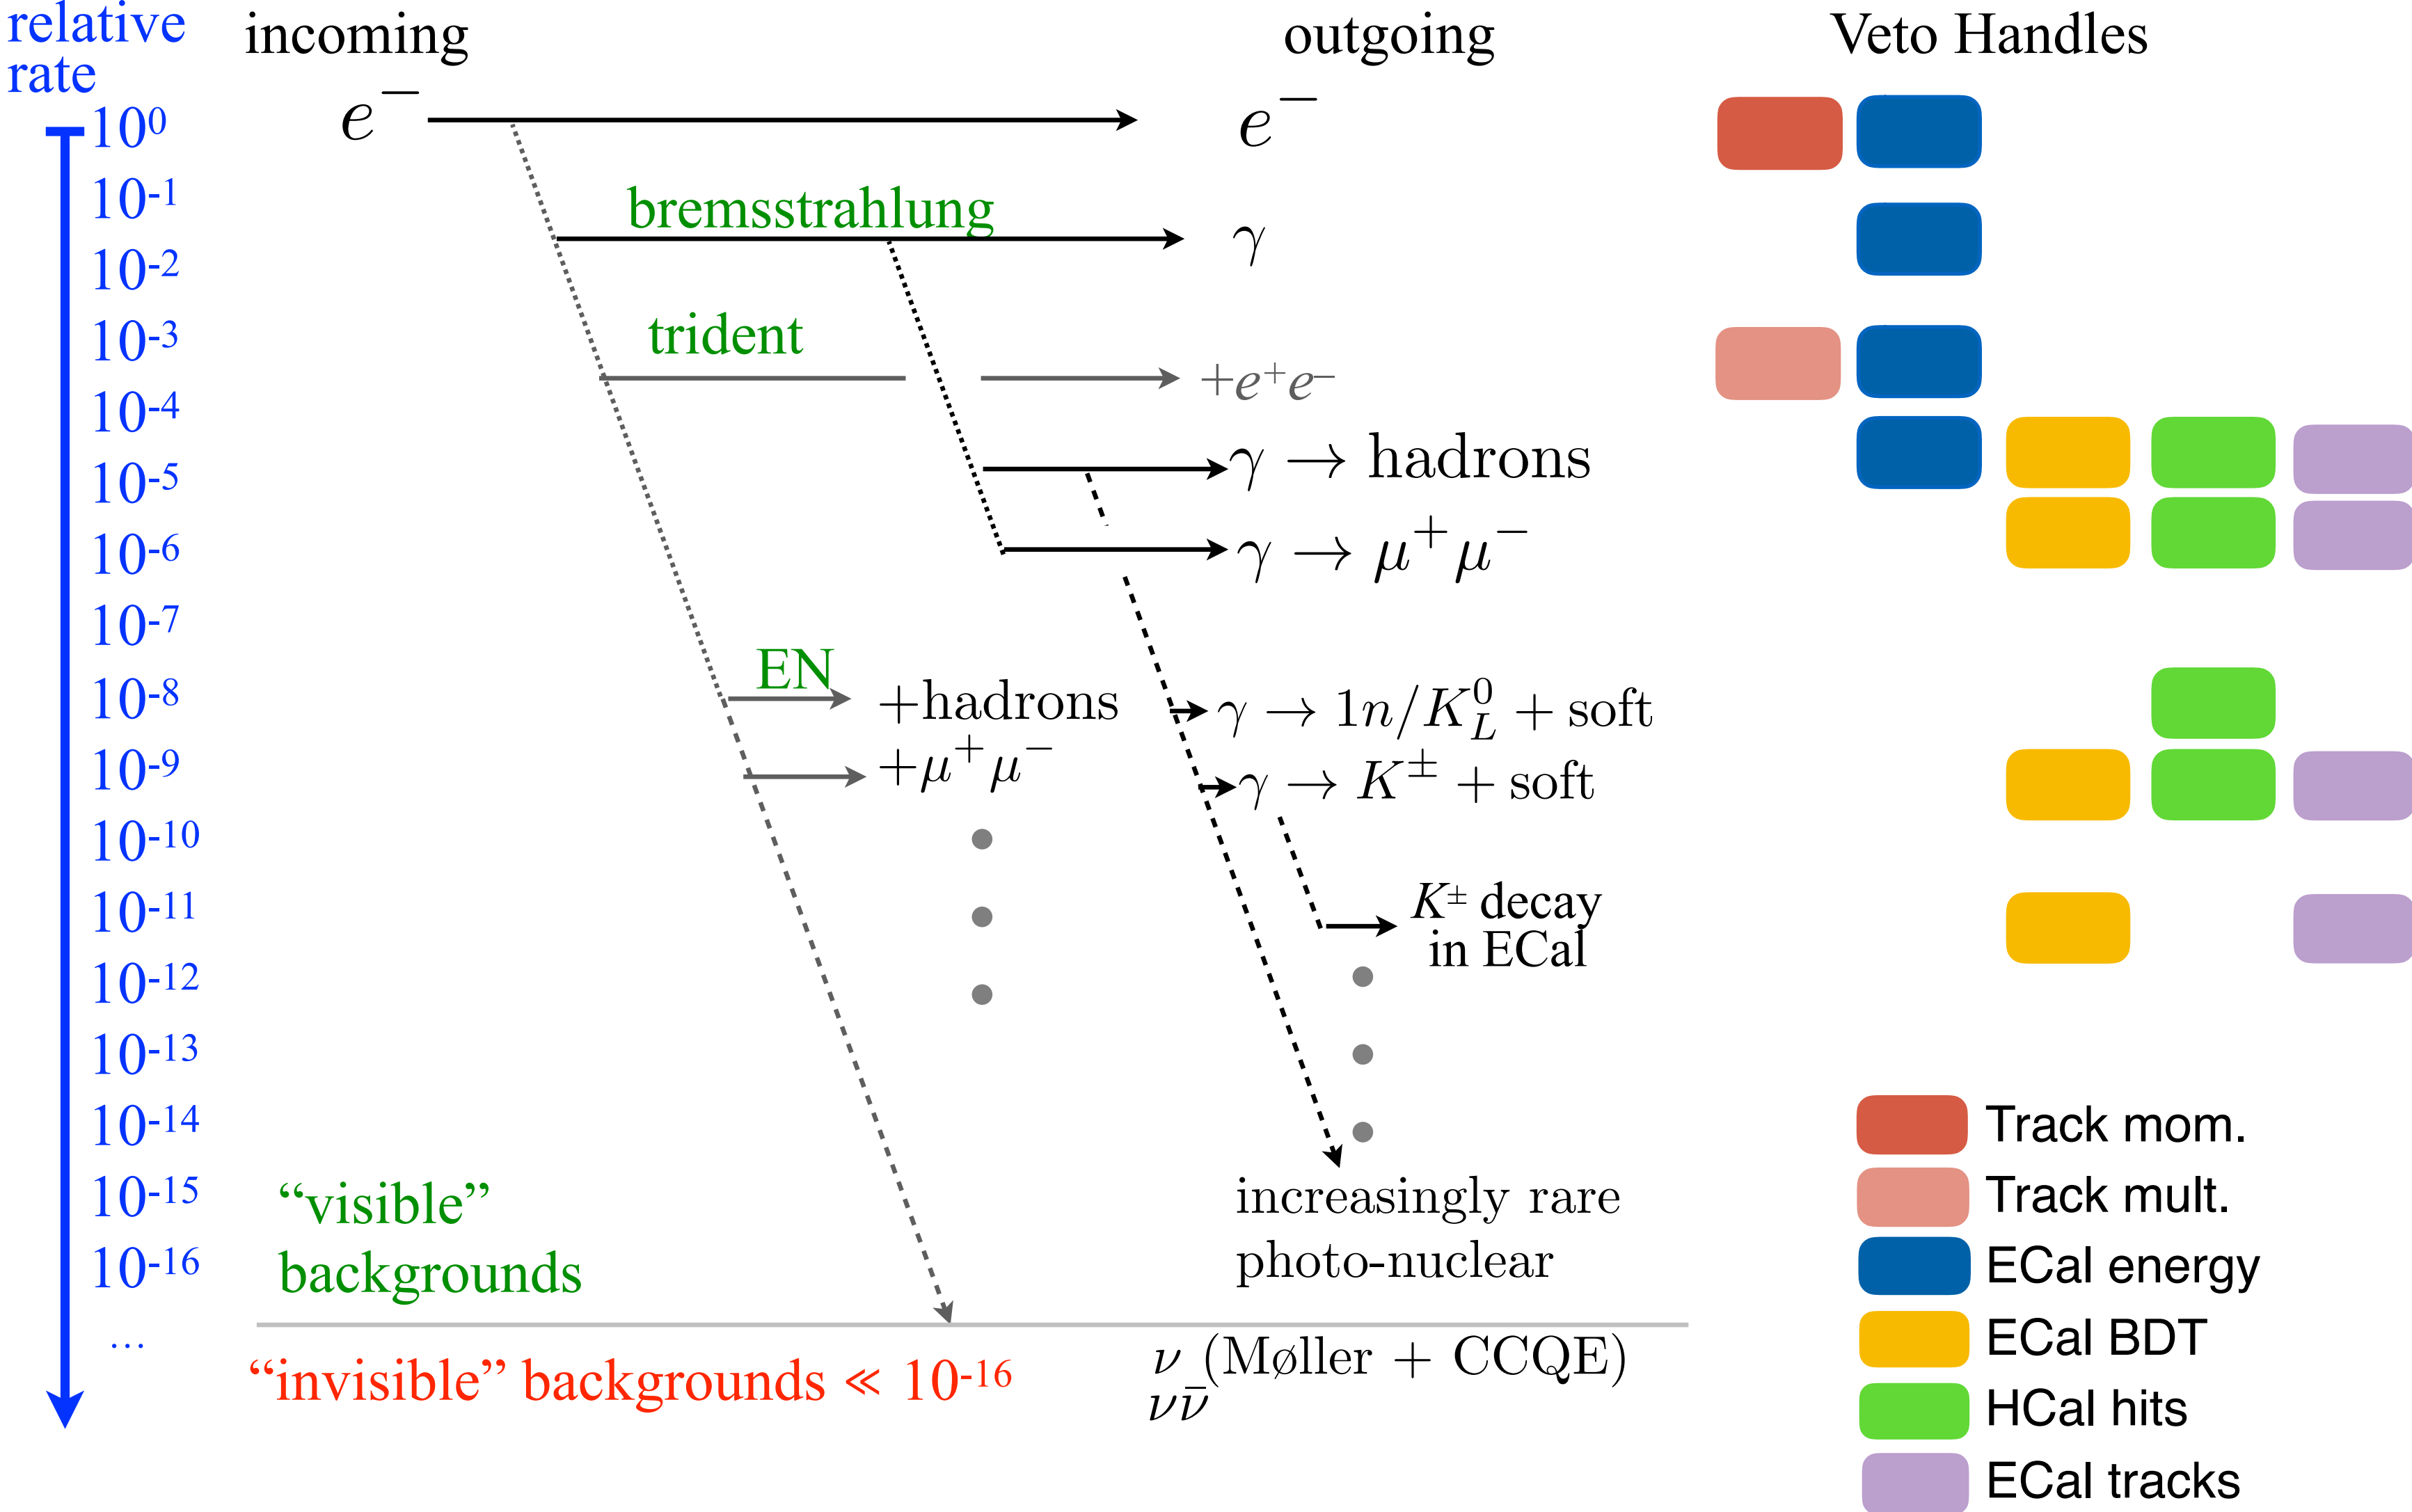 relative
rate
incoming
outgoing
Veto Handles
10⁰
10⁻¹
10⁻²
10⁻³
10⁻⁴
10⁻⁵
10⁻⁶
10⁻⁷
10⁻⁸
10⁻⁹
10⁻¹⁰
10⁻¹¹
10⁻¹²
10⁻¹³
10⁻¹⁴
10⁻¹⁵
10⁻¹⁶
...
e⁻
e⁻
bremsstrahlung
γ
trident
+e⁺e⁻
γ → hadrons
γ → μ⁺μ⁻
EN
+hadrons
+μ⁺μ⁻
γ → 1n/K⁰_L + soft
γ → K± + soft
K± decay
in ECal
increasingly rare
photo-nuclear
“visible”
backgrounds
“invisible” backgrounds ≪ 10⁻¹⁶
ν (Møller + CCQE)
νν̄
Track mom.
Track mult.
ECal energy
ECal BDT
HCal hits
ECal tracks